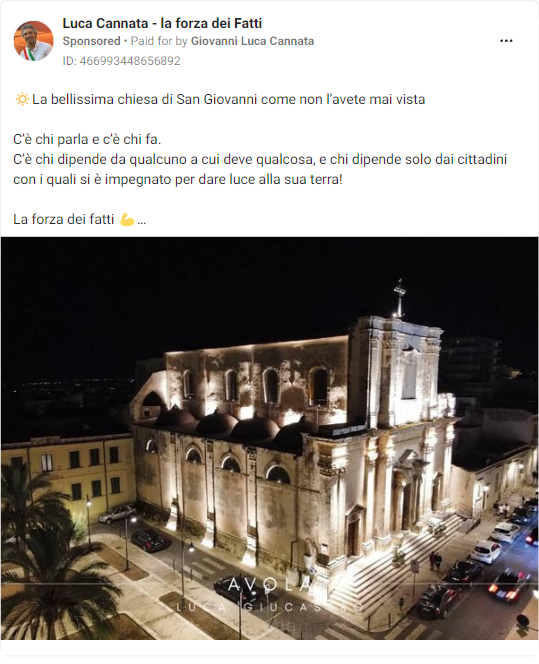 Luca Cannata - la forza dei Fatti
Sponsored • Paid for by Giovanni Luca Cannata
ID: 466993448656892
🔅La bellissima chiesa di San Giovanni come non l'avete mai vista
C'è chi parla e c'è chi fa.
C'è chi dipende da qualcuno a cui deve qualcosa, e chi dipende solo dai cittadini
con i quali si è impegnato per dare luce alla sua terra!
La forza dei fatti 💪...
AVOLA
LUCA GIUCASTRO